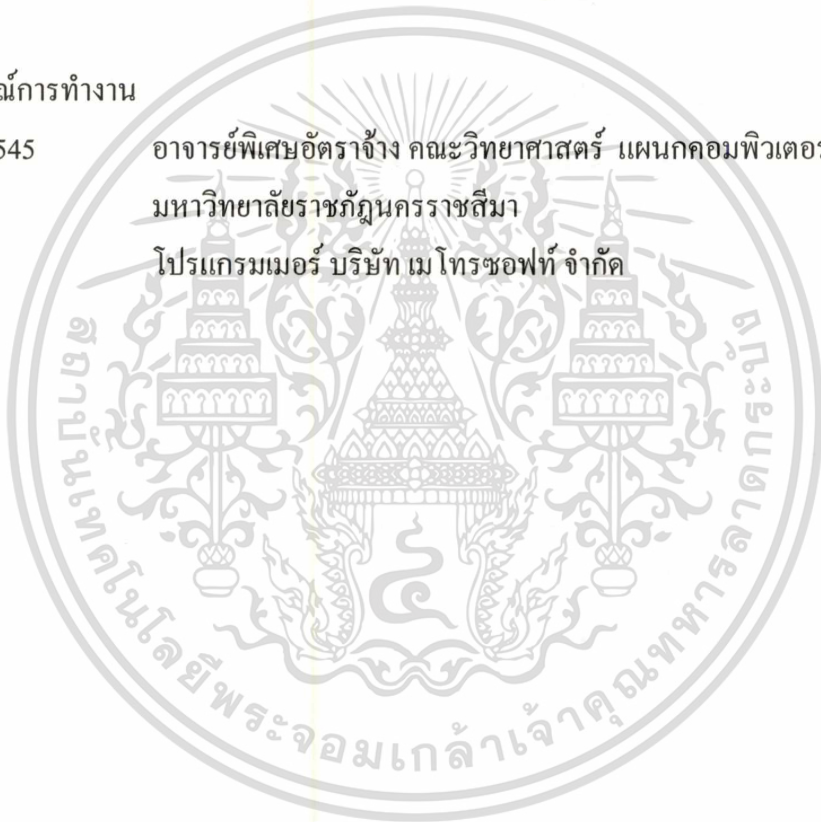 ณ์การทำงาน
545 อาจารย์พิเศษอัตราจ้าง คณะวิทยาศาสตร์ แผนกคอมพิวเตอร์
มหาวิทยาลัยราชภัฏนครราชสีมา
โปรแกรมเมอร์ บริษัท เมโทรซอฟท์ จำกัด
สถาบันเทคโนโลยีพระจอมเกล้าเจ้าคุณทหารลาดกระบัง
๔